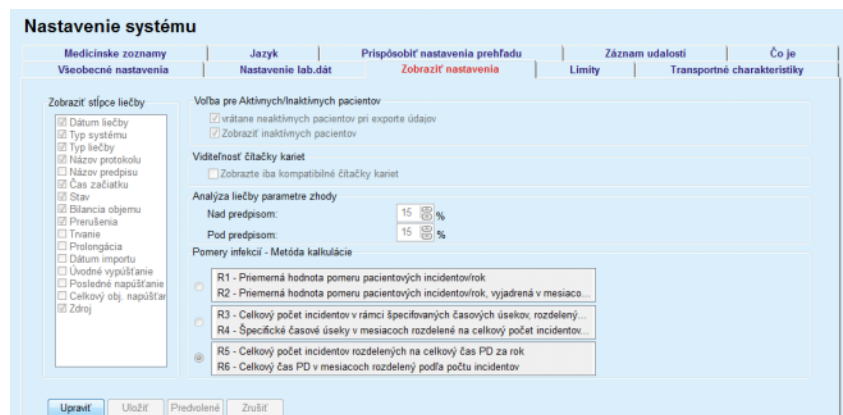 Nastavenie systému
Medicínske zoznamy Jazyk Prispôsobiť nastavenia prehľadu Záznam udalostí Čo je
Všeobecné nastavenia Nastavenie lab.dát Zobraziť nastavenia Limity Transportné charakteristiky
Zobraziť stĺpce liečby
Dátum liečby
Typ systému
Typ liečby
Názov protokolu
Názov predpisu
Čas začiatku
Stav
Bilancia objemu
Prerušenia
Trvanie
Prolongácia
Dátum importu
Úvodné vypúšťanie
Posledné napúšťanie
Celkový obj. napúšťan
Zdroj
Voľba pre Aktívnych/Inaktívnych pacientov
vrátane neaktívnych pacientov pri exporte údajov
Zobraziť inaktívnych pacientov
Viditeľnosť čítačky kariet
Zobrazte iba kompatibilné čítačky kariet
Analýza liečby parametre zhody
Nad predpisom: 15 %
Pod predpisom: 15 %
Pomery infekcií - Metóda kalkulácie
R1 - Priemerná hodnota pomeru pacientových incidentov/rok
R2 - Priemerná hodnota pomeru pacientových incidentov/rok, vyjadrená v mesiaco...
R3 - Celkový počet incidentov v rámci špecifovaných časových úsekov, rozdelený...
R4 - Špecifické časové úseky v mesiacoch rozdelené na celkový počet incidentov...
R5 - Celkový počet incidentov rozdelených na celkový čas PD za rok
R6 - Celkový čas PD v mesiacoch rozdelený podľa počtu incidentov
Upraviť Uložiť Predvolené Zrušiť